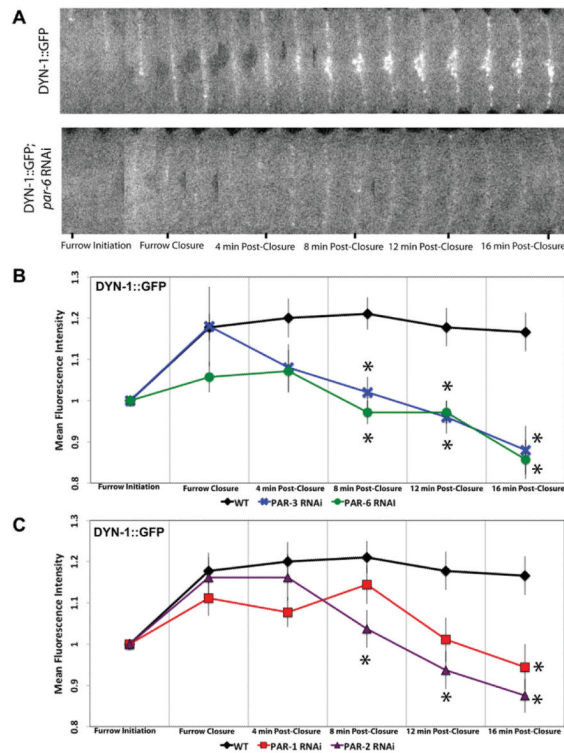 A
DYN-1::GFP
DYN-1::GFP;
par-6 RNAi
Furrow Initiation Furrow Closure 4 min Post-Closure 8 min Post-Closure 12 min Post-Closure 16 min Post-Closure
B
DYN-1::GFP
Mean Fluorescence Intensity
1.3
1.2
1.1
1
0.9
0.8
* *
* * *
*
Furrow Initiation Furrow Closure 4 min Post-Closure 8 min Post-Closure 12 min Post-Closure 16 min Post-Closure
WT PAR-3 RNAi PAR-6 RNAI
C
DYN-1::GFP
Mean Fluorescence Intensity
1.3
1.2
1.1
1
0.9
0.8
* * * *
Furrow Initiation Furrow Closure 4 min Post-Closure 8 min Post-Closure 12 min Post-Closure 16 min Post-Closure
WT PAR-1 RNAi PAR-2 RNAi